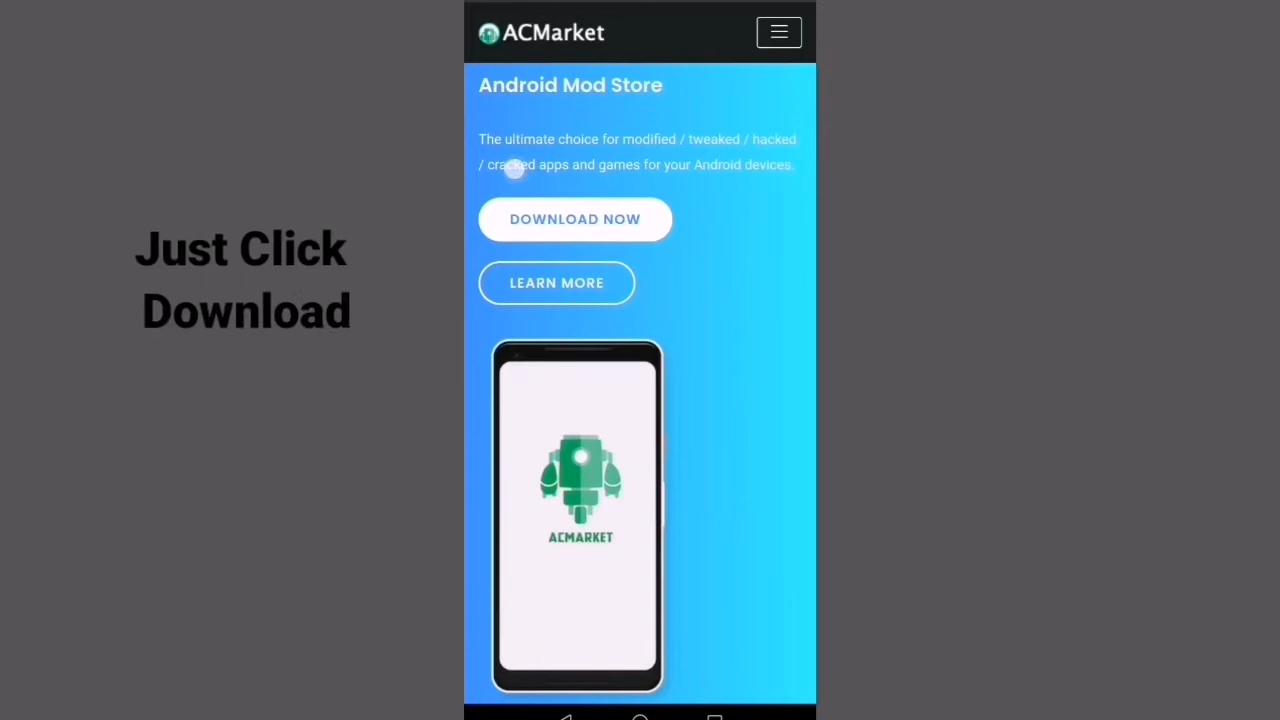 ACMarket
Android Mod Store
The ultimate choice for modified / tweaked / hacked
/ cracked apps and games for your Android devices.
DOWNLOAD NOW
LEARN MORE
Just Click
Download
ACMARKET